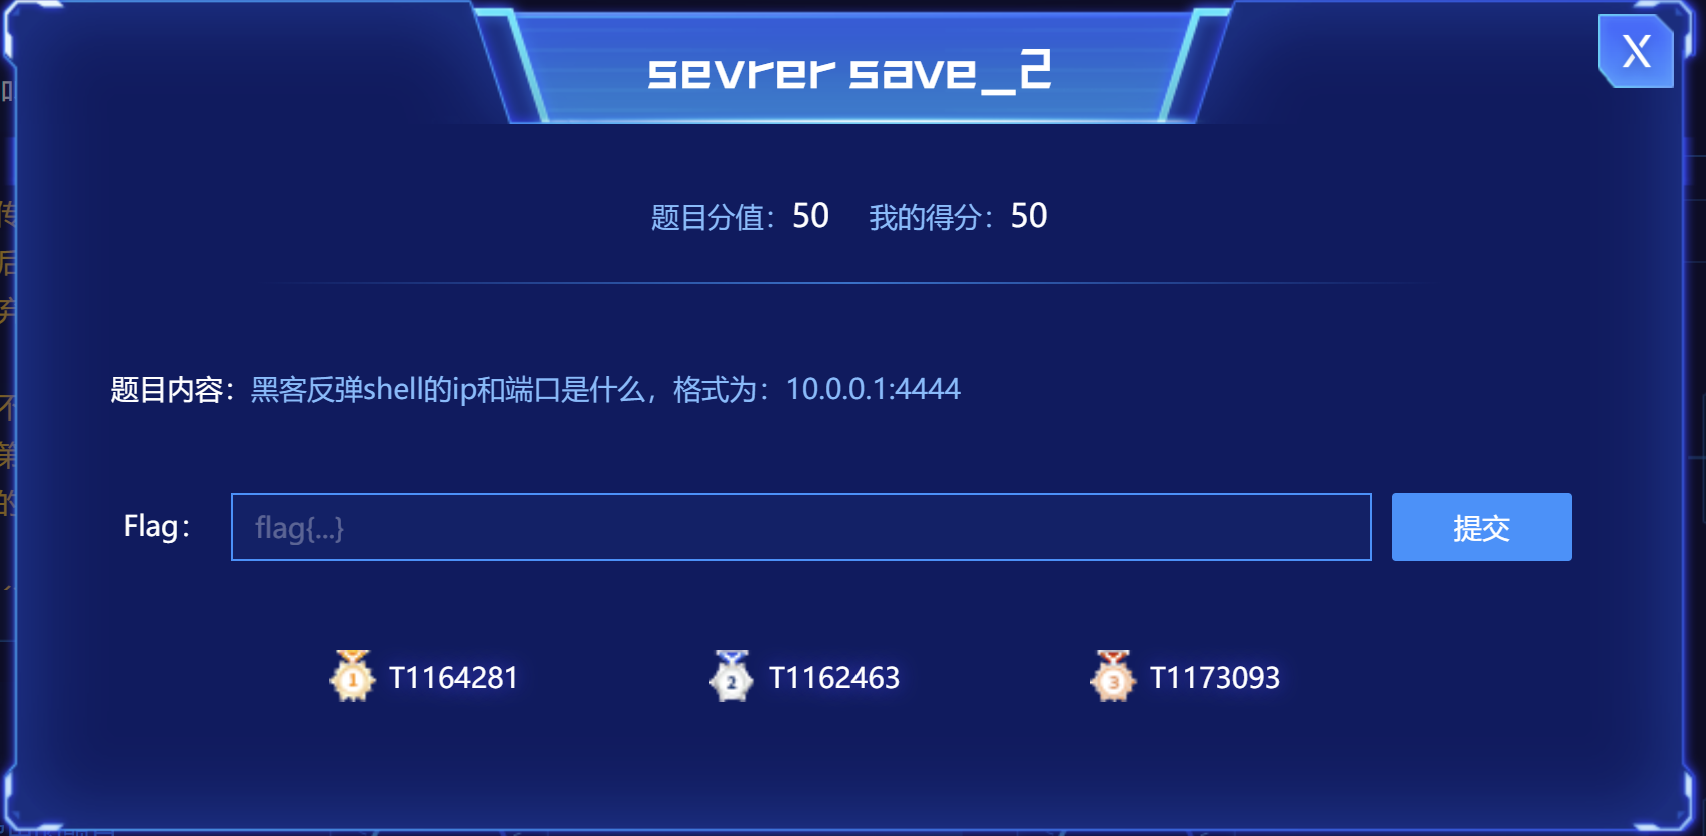 sevrer save_2
X
题目分值：50 我的得分：50
题目内容：黑客反弹shell的ip和端口是什么，格式为：10.0.0.1:4444
Flag：
flag{...}
提交
1 T1164281 2 T1162463 3 T1173093